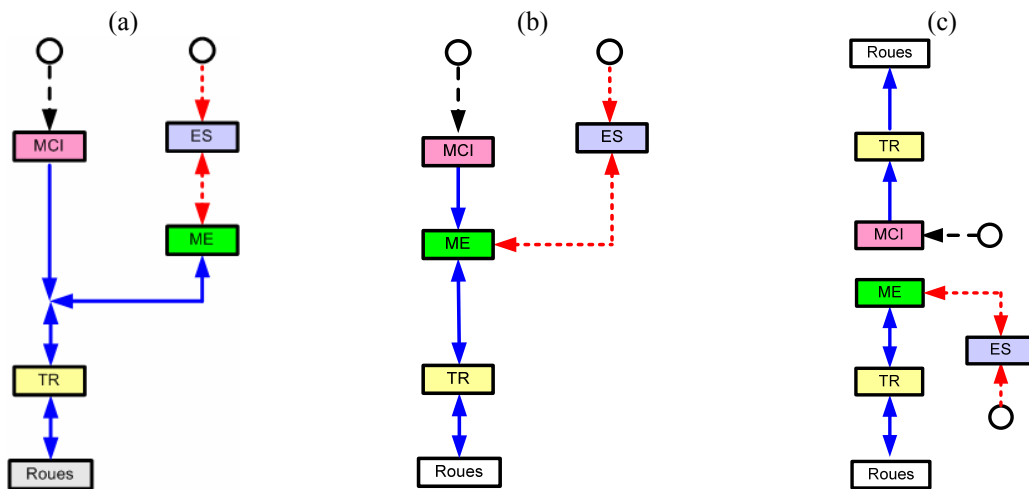 (a)
MCI
ES
ME
TR
Roues
(b)
MCI
ES
ME
TR
Roues
(c)
Roues
TR
MCI
ME
ES
TR
Roues